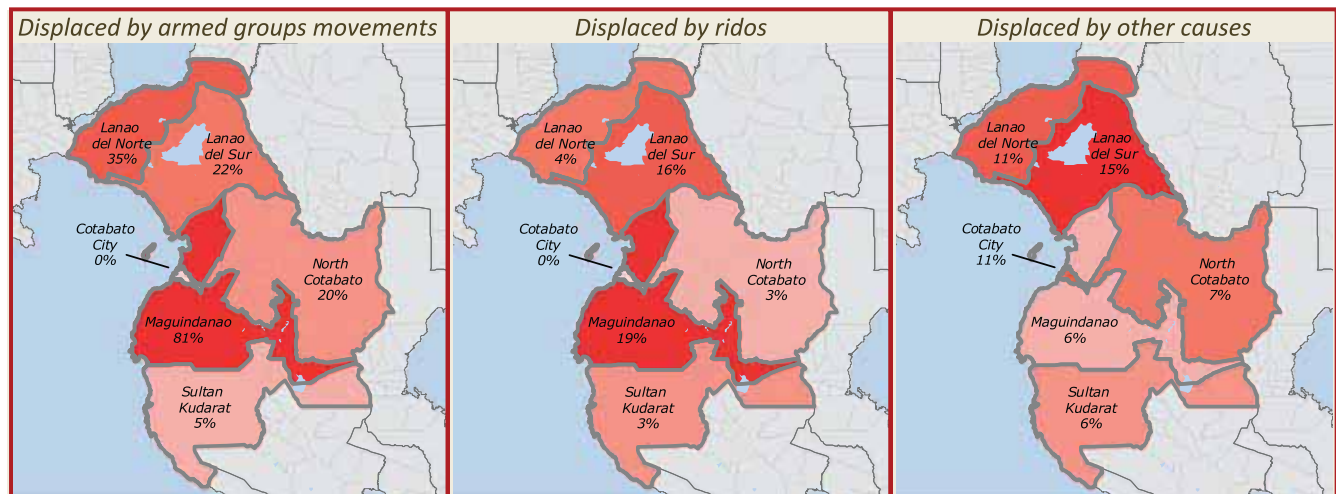 Displaced by armed groups movements
Lanao
del Norte
35%
Lanao
del Sur
22%
Cotabato
City
0%
North
Cotabato
20%
Maguindanao
81%
Sultan
Kudarat
5%
Displaced by ridos
Lanao
del Norte
4%
Lanao
del Sur
16%
Cotabato
City
0%
North
Cotabato
3%
Maguindanao
19%
Sultan
Kudarat
3%
Displaced by other causes
Lanao
del Norte
11%
Lanao
del Sur
15%
Cotabato
City
11%
North
Cotabato
7%
Maguindanao
6%
Sultan
Kudarat
6%